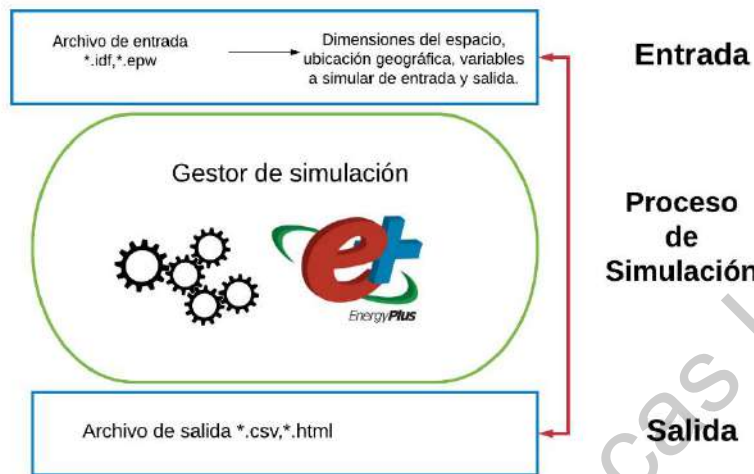 Archivo de entrada
*.idf,*.epw
Dimensiones del espacio,
ubicación geográfica, variables
a simular de entrada y salida.
Entrada
Gestor de simulación
e+
EnergyPlus
Proceso
de
Simulación
Archivo de salida *.csv,*.html
Salida
cas